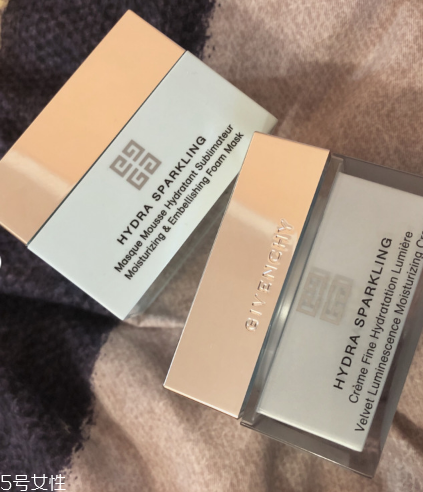 HYDRA SPARKLING
Masque Mousse Hydratant Sublimateur
Moisturizing & Embellishing Foam Mask
GIVENCHY
HYDRA SPARKLING
Crème Fine Hydratation Lumière
Velvet Luminescence Moisturizing Cr
5号女性